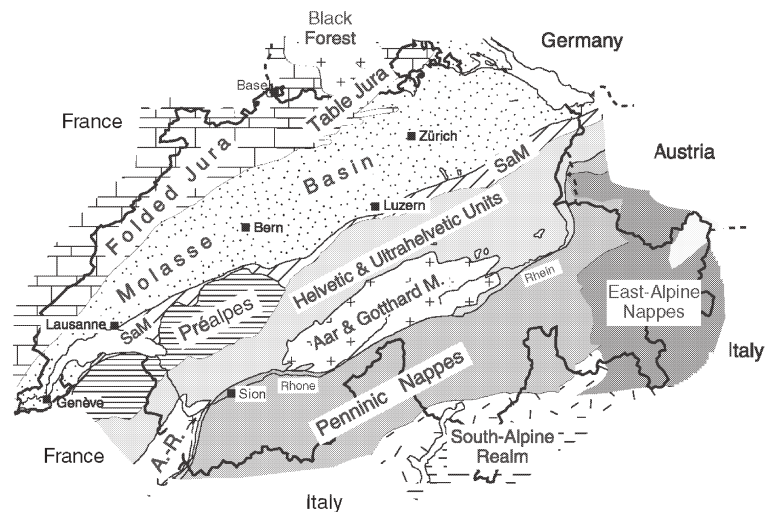 Black
Forest
Germany
Base
Table Jura
France
Zürich
Folded Jura
Basin
SaM
Austria
Luzern
Bern
Molasse
Helvetic & Ultrahelvetic Units
Rhein
East-Alpine
Nappes
Préalpes
Aar & Gotthard M.
Lausanne
SaM
Italy
Rhone
Penninic Nappes
Sion
Genève
A.-R.
South-Alpine
Realm
France
Italy